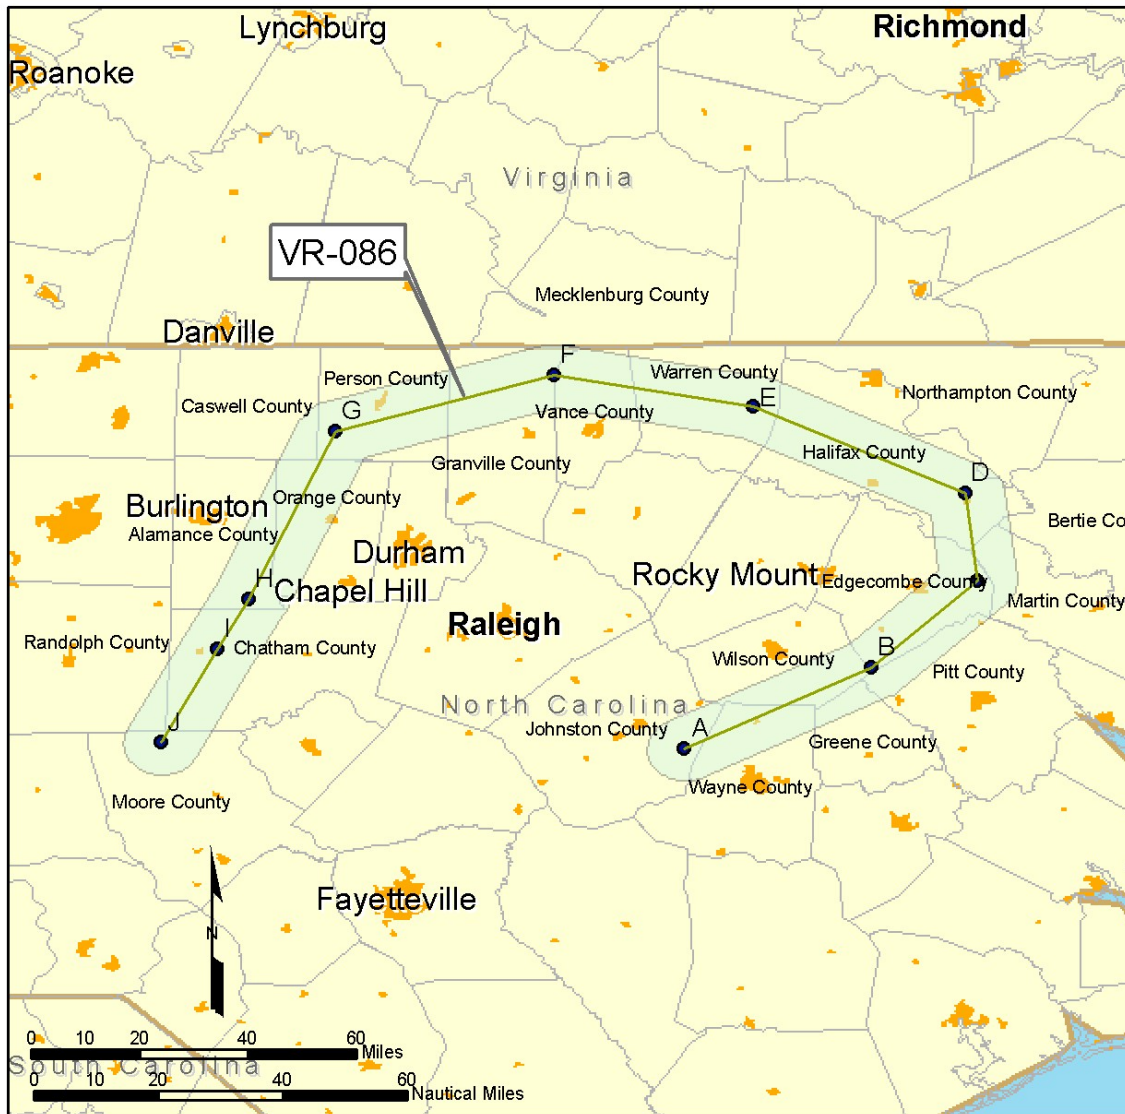 Lynchburg
Richmond
Roanoke
Virginia
VR-086
Mecklenburg County
Danville
F
Person County
Warren County
Northampton County
Caswell County
E
G
Vance County
Halifax County
Granville County
D
Orange County
Burlington
Bertie Co
Alamance County
Durham
Rocky Mount
Edgecombe County
H
Chapel Hill
Martin County
Raleigh
I
Randolph County
Chatham County
B
Wilson County
Pitt County
North Carolina
J
A
Johnston County
Greene County
Wayne County
Moore County
Fayetteville
N
0 10 20 40 60
Miles
South Carolina
0 10 20 40 60
Nautical Miles